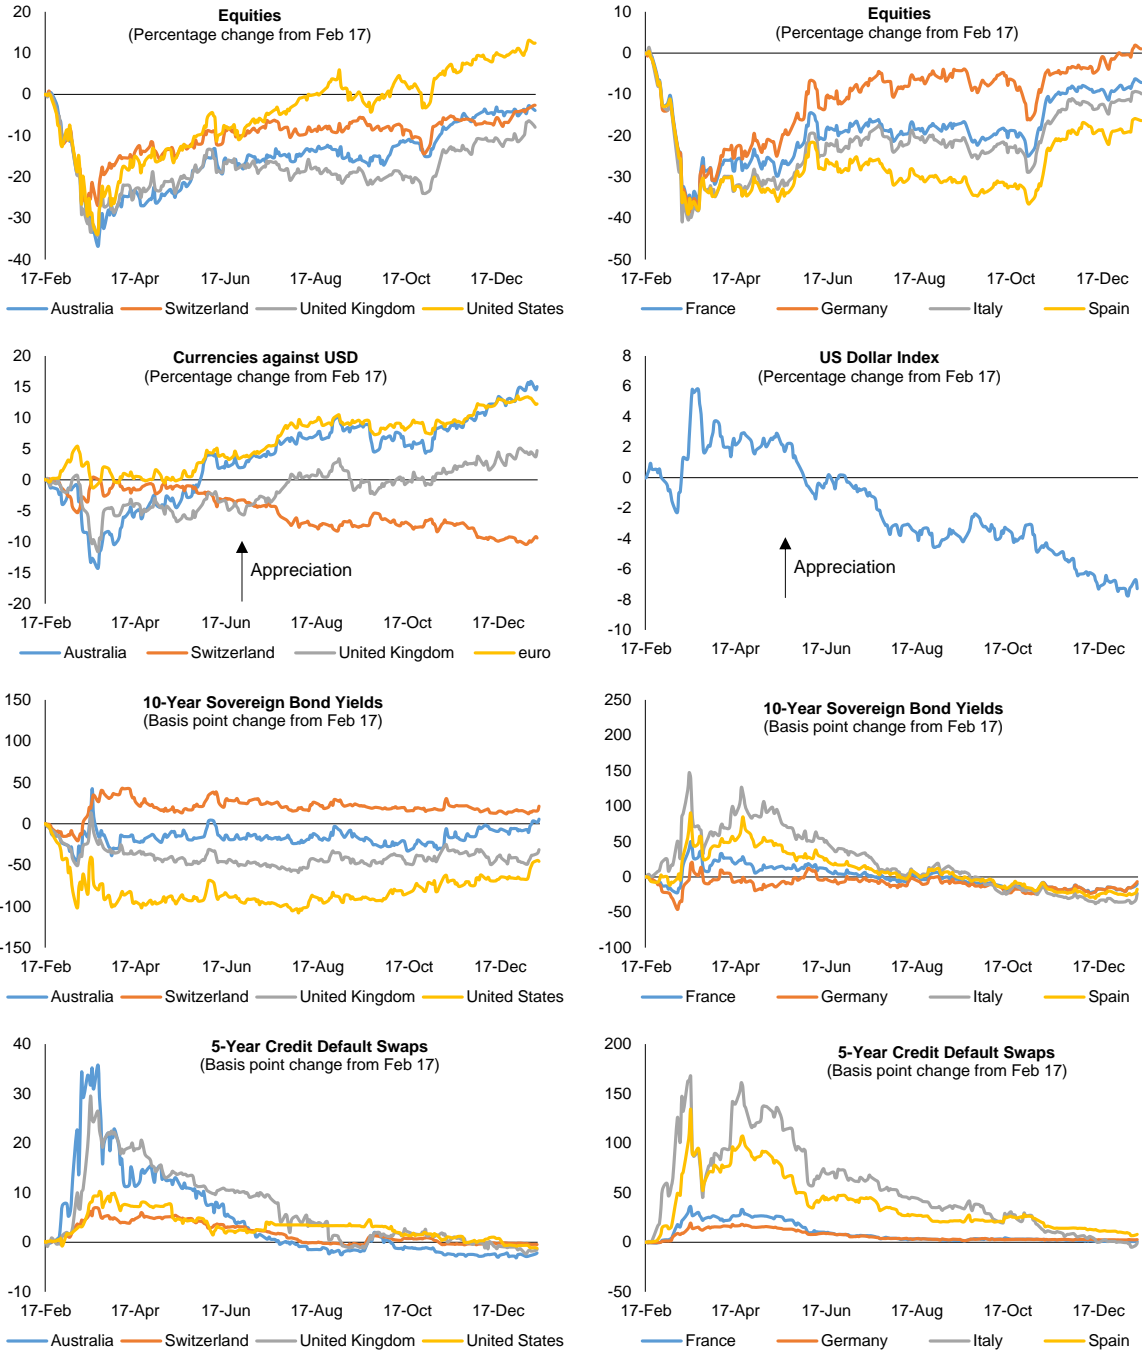 Equities
(Percentage change from Feb 17)
20
10
0
-10
-20
-30
-40
17-Feb 17-Apr 17-Jun 17-Aug 17-Oct 17-Dec
Australia Switzerland United Kingdom United States
Equities
(Percentage change from Feb 17)
10
0
-10
-20
-30
-40
-50
17-Feb 17-Apr 17-Jun 17-Aug 17-Oct 17-Dec
France Germany Italy Spain
Currencies against USD
(Percentage change from Feb 17)
20
15
10
5
0
-5
-10
-15
-20
Appreciation
17-Feb 17-Apr 17-Jun 17-Aug 17-Oct 17-Dec
Australia Switzerland United Kingdom euro
US Dollar Index
(Percentage change from Feb 17)
8
6
4
2
0
-2
-4
-6
-8
-10
Appreciation
17-Feb 17-Apr 17-Jun 17-Aug 17-Oct 17-Dec
10-Year Sovereign Bond Yields
(Basis point change from Feb 17)
150
100
50
0
-50
-100
-150
17-Feb 17-Apr 17-Jun 17-Aug 17-Oct 17-Dec
Australia Switzerland United Kingdom United States
10-Year Sovereign Bond Yields
(Basis point change from Feb 17)
250
200
150
100
50
0
-50
-100
17-Feb 17-Apr 17-Jun 17-Aug 17-Oct 17-Dec
France Germany Italy Spain
5-Year Credit Default Swaps
(Basis point change from Feb 17)
40
30
20
10
0
-10
17-Feb 17-Apr 17-Jun 17-Aug 17-Oct 17-Dec
Australia Switzerland United Kingdom United States
5-Year Credit Default Swaps
(Basis point change from Feb 17)
200
150
100
50
0
-50
17-Feb 17-Apr 17-Jun 17-Aug 17-Oct 17-Dec
France Germany Italy Spain